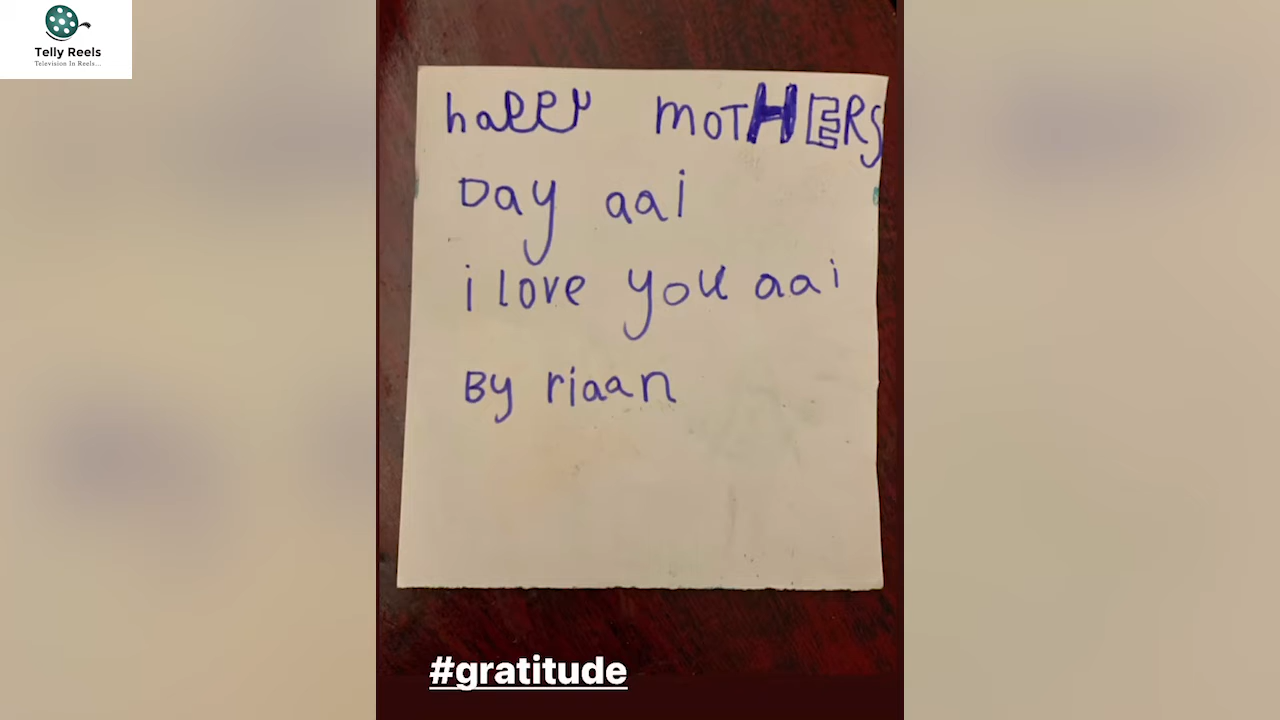 Telly Reels
Television In Reels...
happy moTHERS
Day aai
i love you aai
By riaan
#gratitude